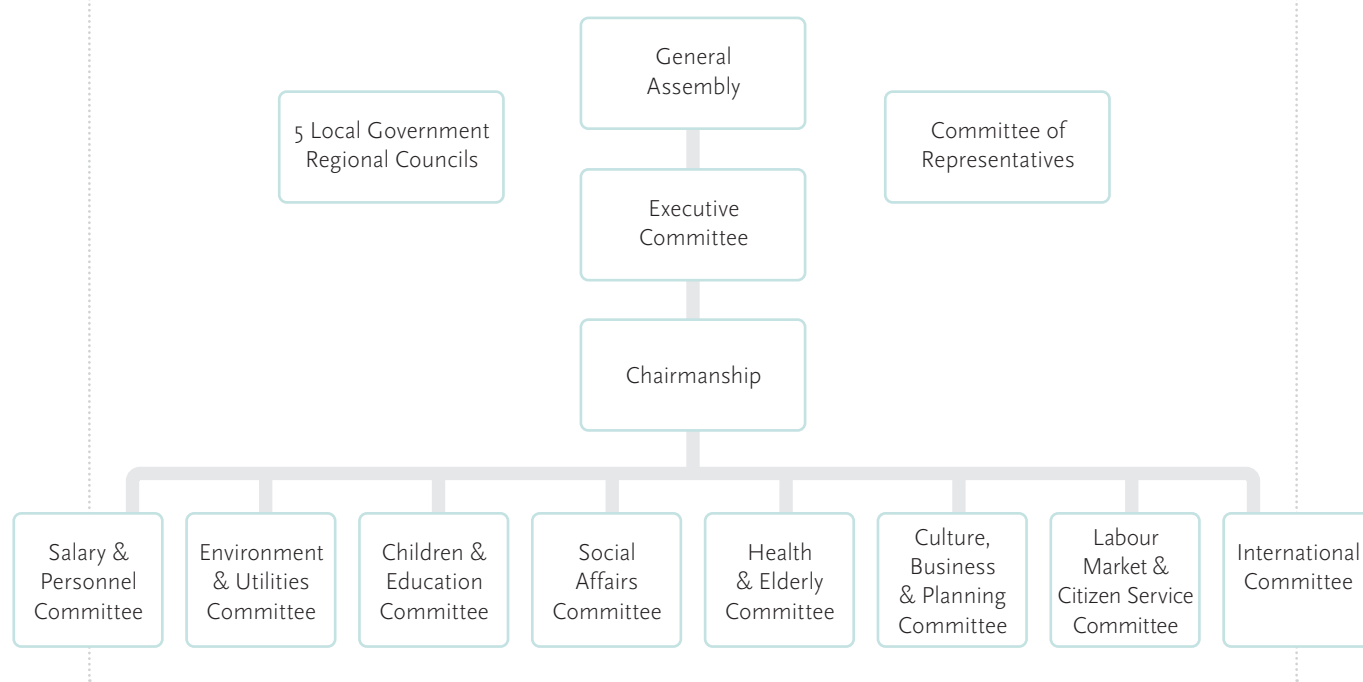 General
Assembly
5 Local Government
Regional Councils
Committee of
Representatives
Executive
Committee
Chairmanship
Salary &
Personnel
Committee
Environment
& Utilities
Committee
Children &
Education
Committee
Social
Affairs
Committee
Health
& Elderly
Committee
Culture,
Business
& Planning
Committee
Labour
Market &
Citizen Service
Committee
International
Committee